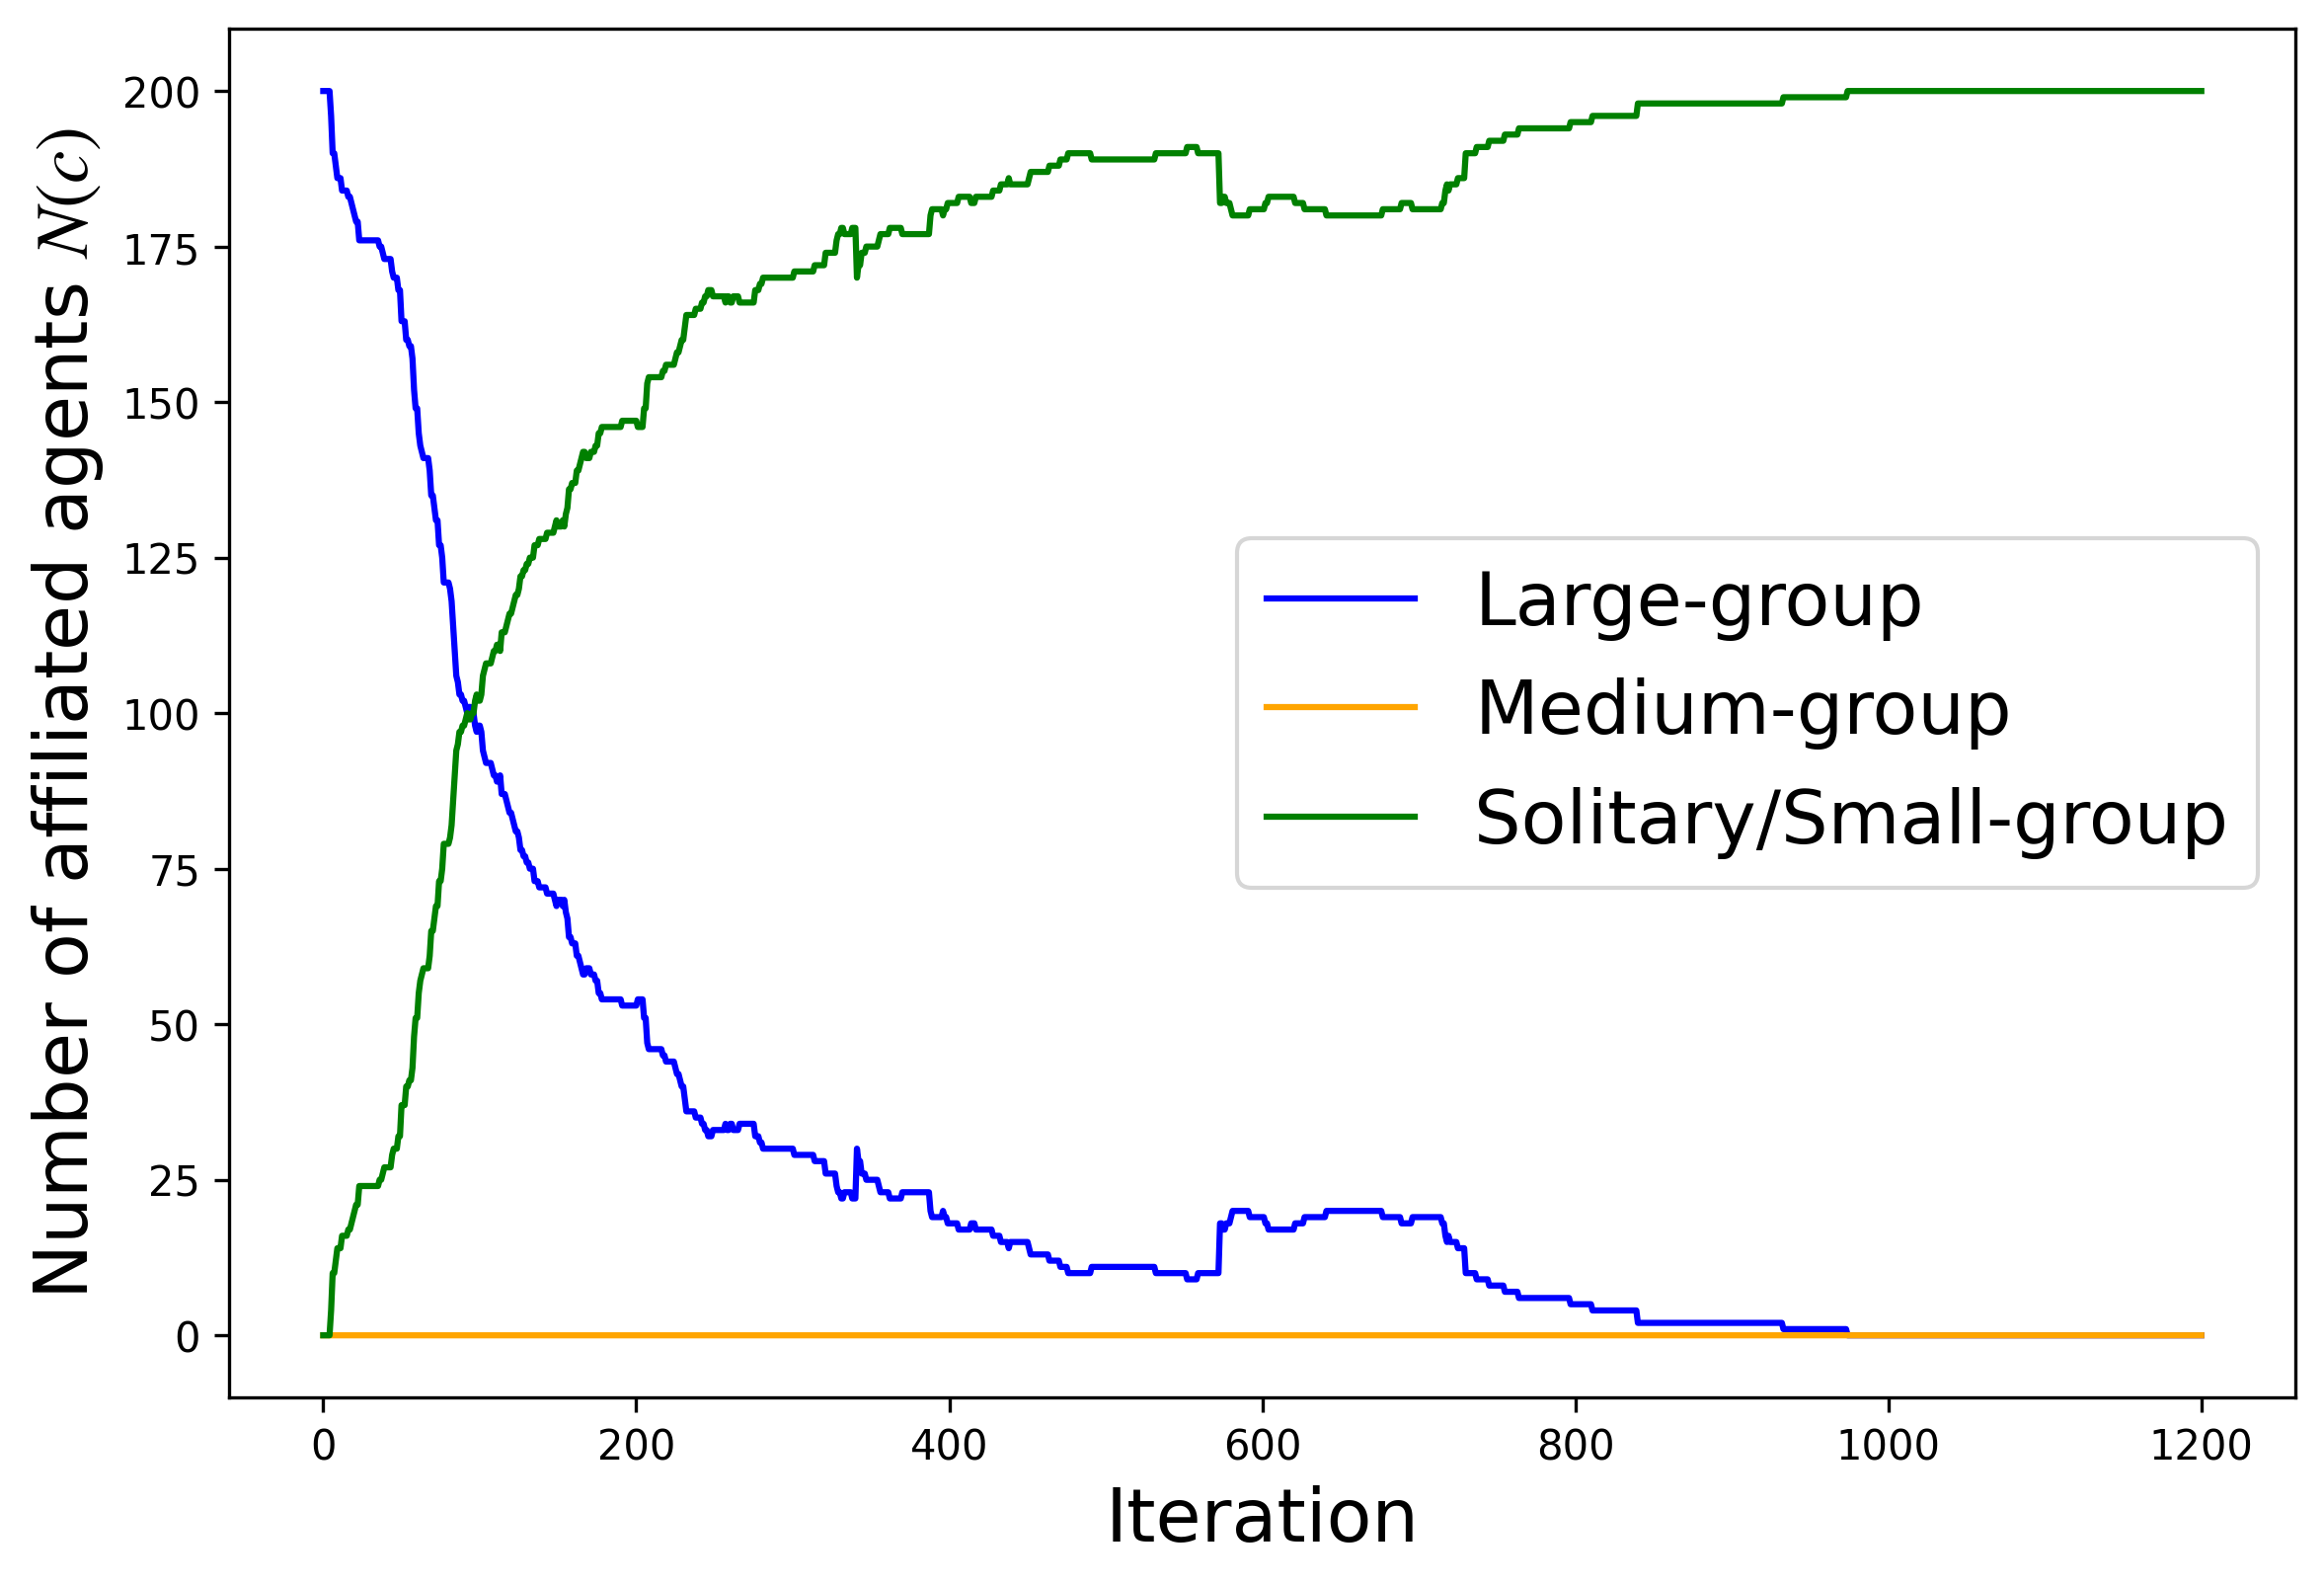 Number of affiliated agents N(c)
200
175
150
125
100
75
50
25
0
Large-group
Medium-group
Solitary/Small-group
0 200 400 600 800 1000 1200
Iteration